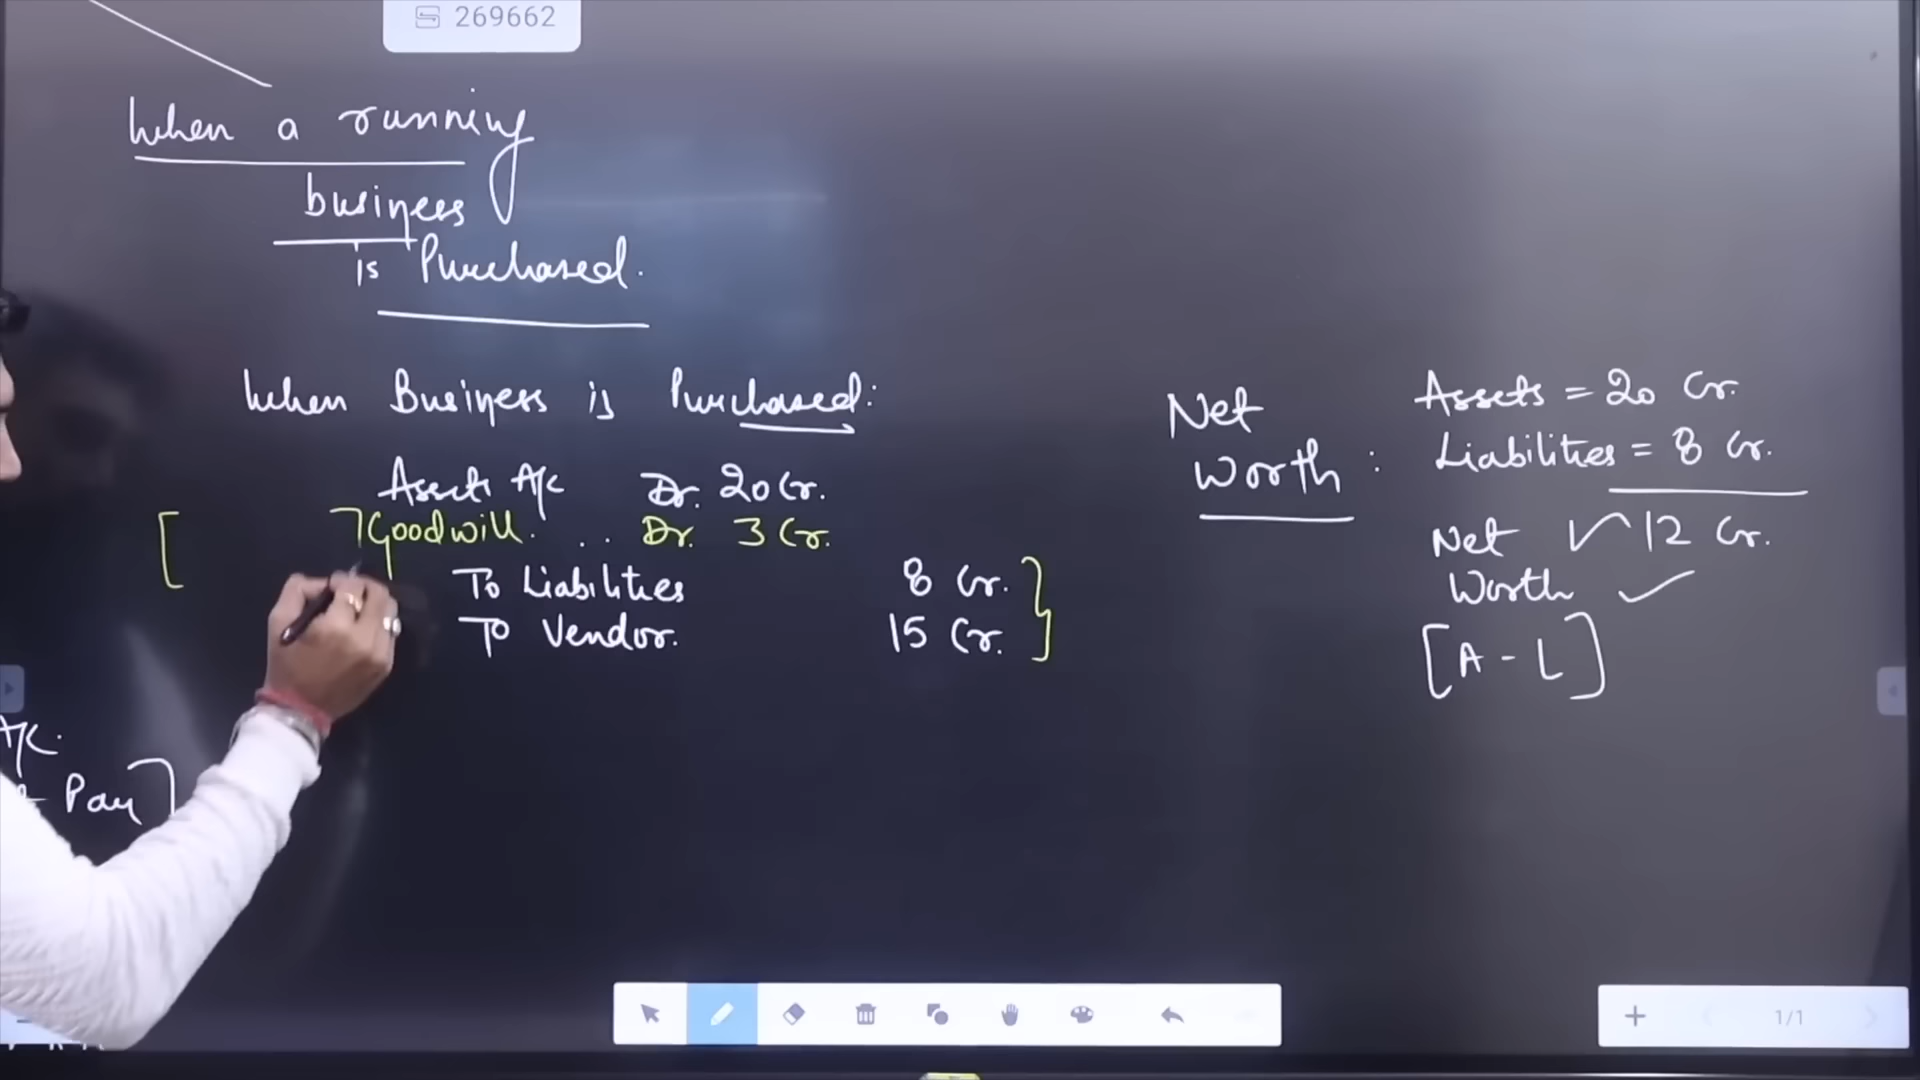 269662
When a running
business
is Purchased.
When Business is Purchased:
Assets A/c Dr. 20 Cr.
[ ] Goodwill. .. Dr. 3 Cr.
To Liabilities 8 Cr.
To Vendor. 15 Cr.
Net
Worth :
Assets = 20 Cr.
Liabilities = 8 Cr.
Net 12 Cr.
Worth
[A - L]
A/c.
Pay]
1/1